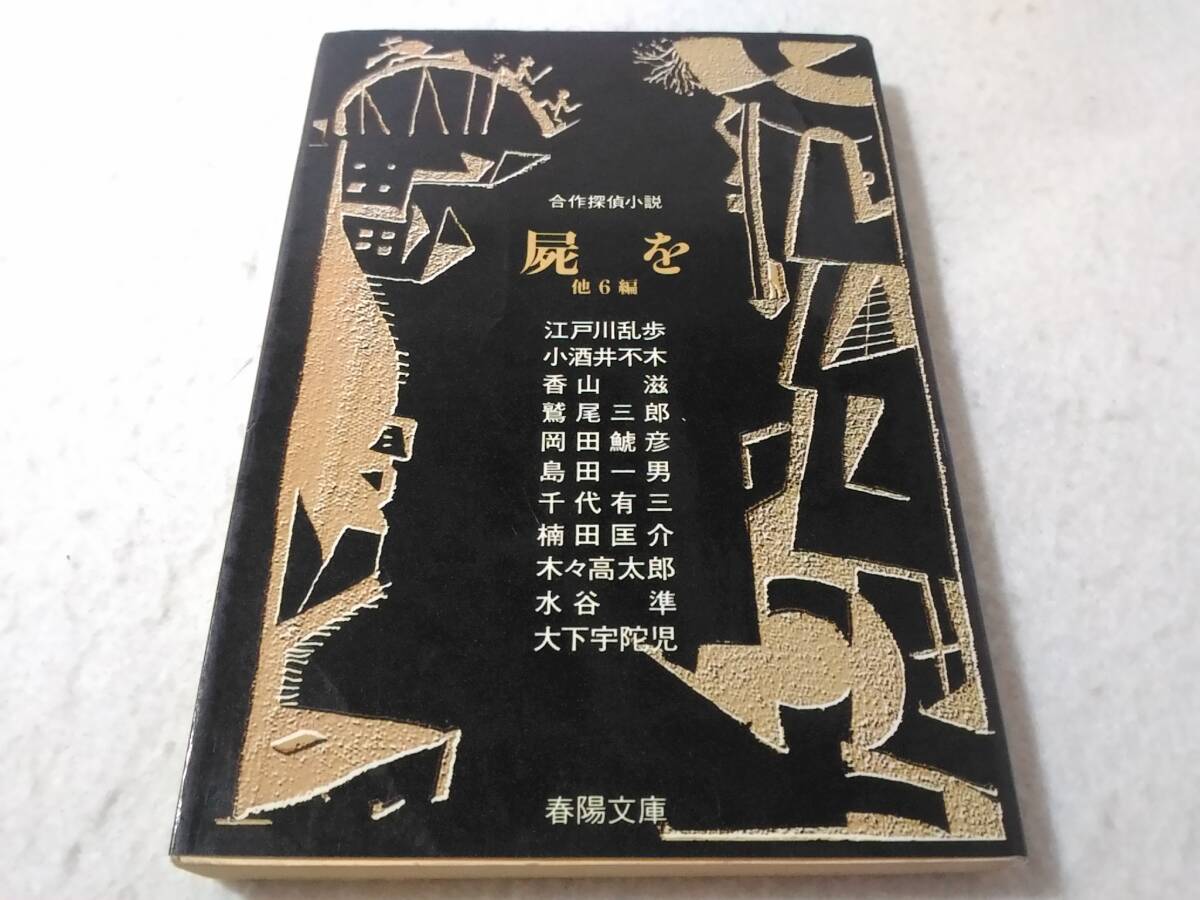 合作探偵小説
屍を
他6編
江戸川乱歩
小酒井不木
香山滋
鷲尾三郎
岡田鯱彦
島田一男
千代有三
楠田匡介
木々高太郎
水谷準
大下宇陀児
春陽文庫